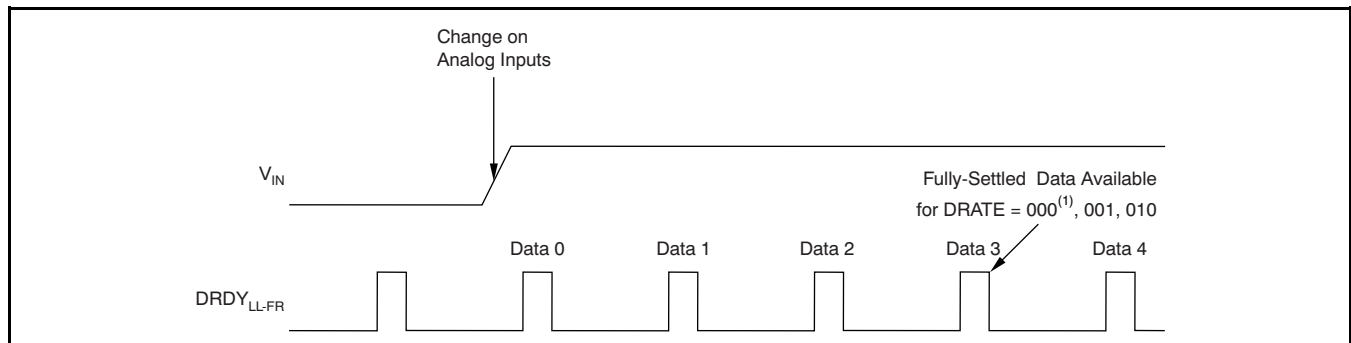 Change on
Analog Inputs
V_IN
Fully-Settled Data Available
for DRATE = 000^(1), 001, 010
Data 0 Data 1 Data 2 Data 3 Data 4
DRDY_LL-FR